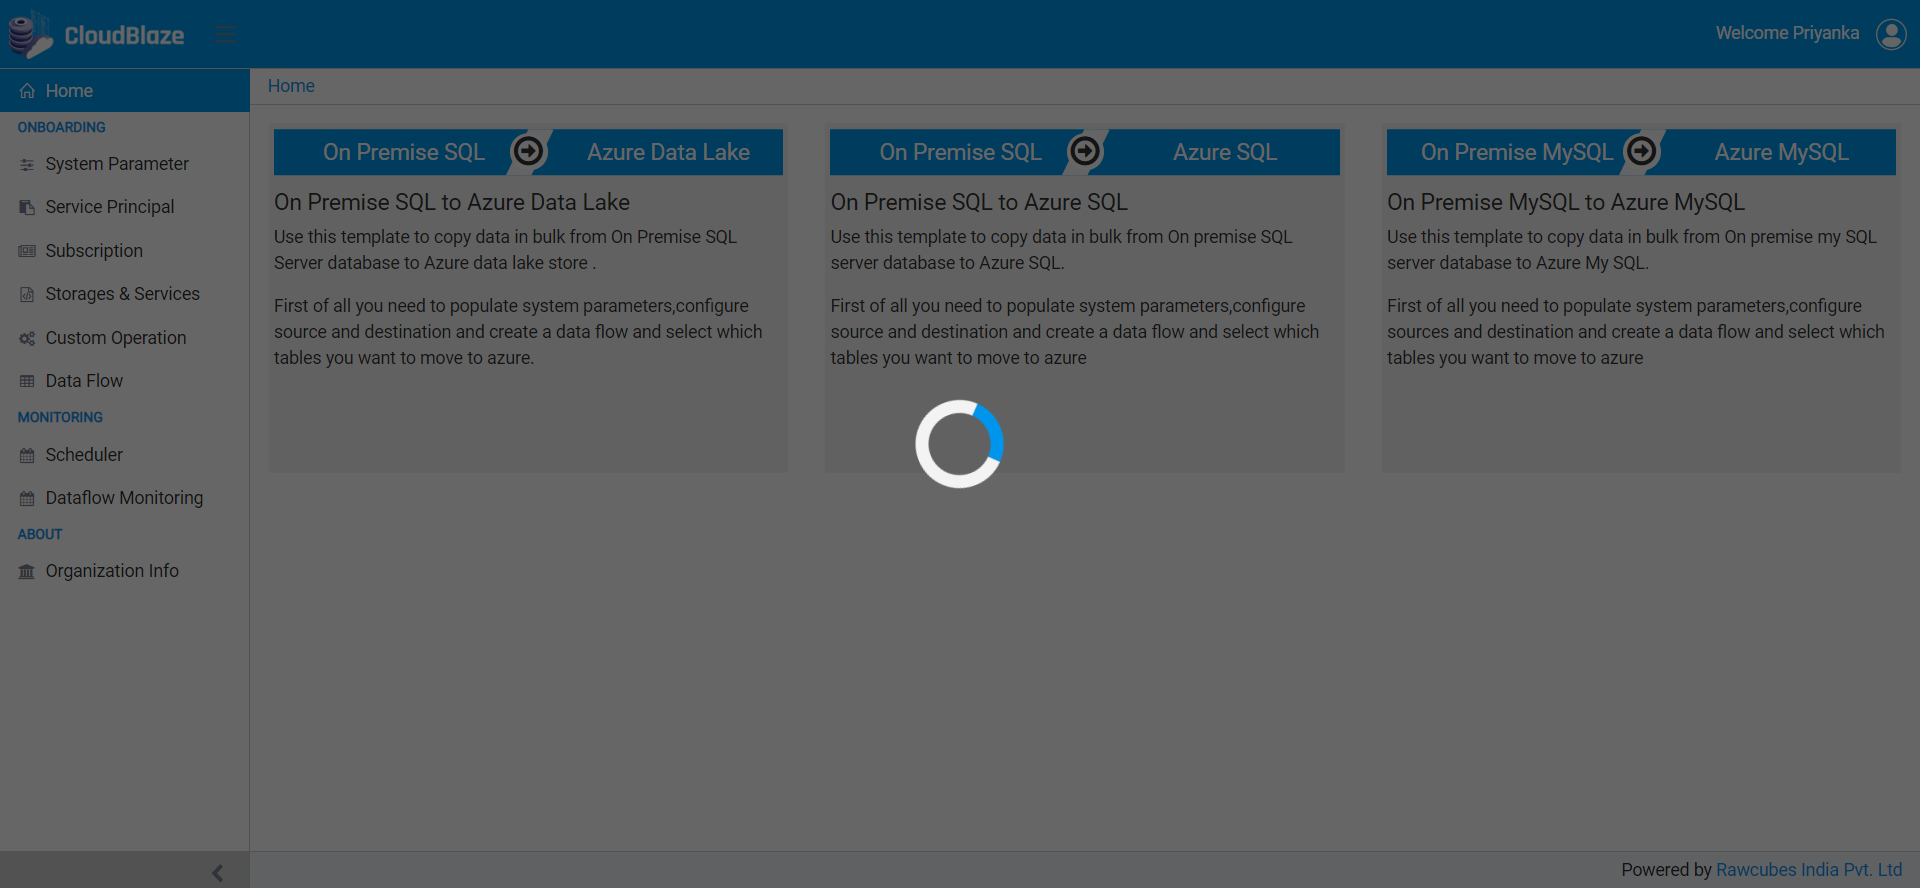 CloudBlaze
Welcome Priyanka
Home
ONBOARDING
System Parameter
Service Principal
Subscription
Storages & Services
Custom Operation
Data Flow
MONITORING
Scheduler
Dataflow Monitoring
ABOUT
Organization Info
Home
On Premise SQL Azure Data Lake
On Premise SQL to Azure Data Lake
Use this template to copy data in bulk from On Premise SQL
Server database to Azure data lake store .
First of all you need to populate system parameters,configure
source and destination and create a data flow and select which
tables you want to move to azure.
On Premise SQL Azure SQL
On Premise SQL to Azure SQL
Use this template to copy data in bulk from On premise SQL
server database to Azure SQL.
First of all you need to populate system parameters,configure
source and destination and create a data flow and select which
tables you want to move to azure
On Premise MySQL Azure MySQL
On Premise MySQL to Azure MySQL
Use this template to copy data in bulk from On premise my SQL
server database to Azure My SQL.
First of all you need to populate system parameters,configure
sources and destination and create a data flow and select which
tables you want to move to azure
Powered by Rawcubes India Pvt. Ltd